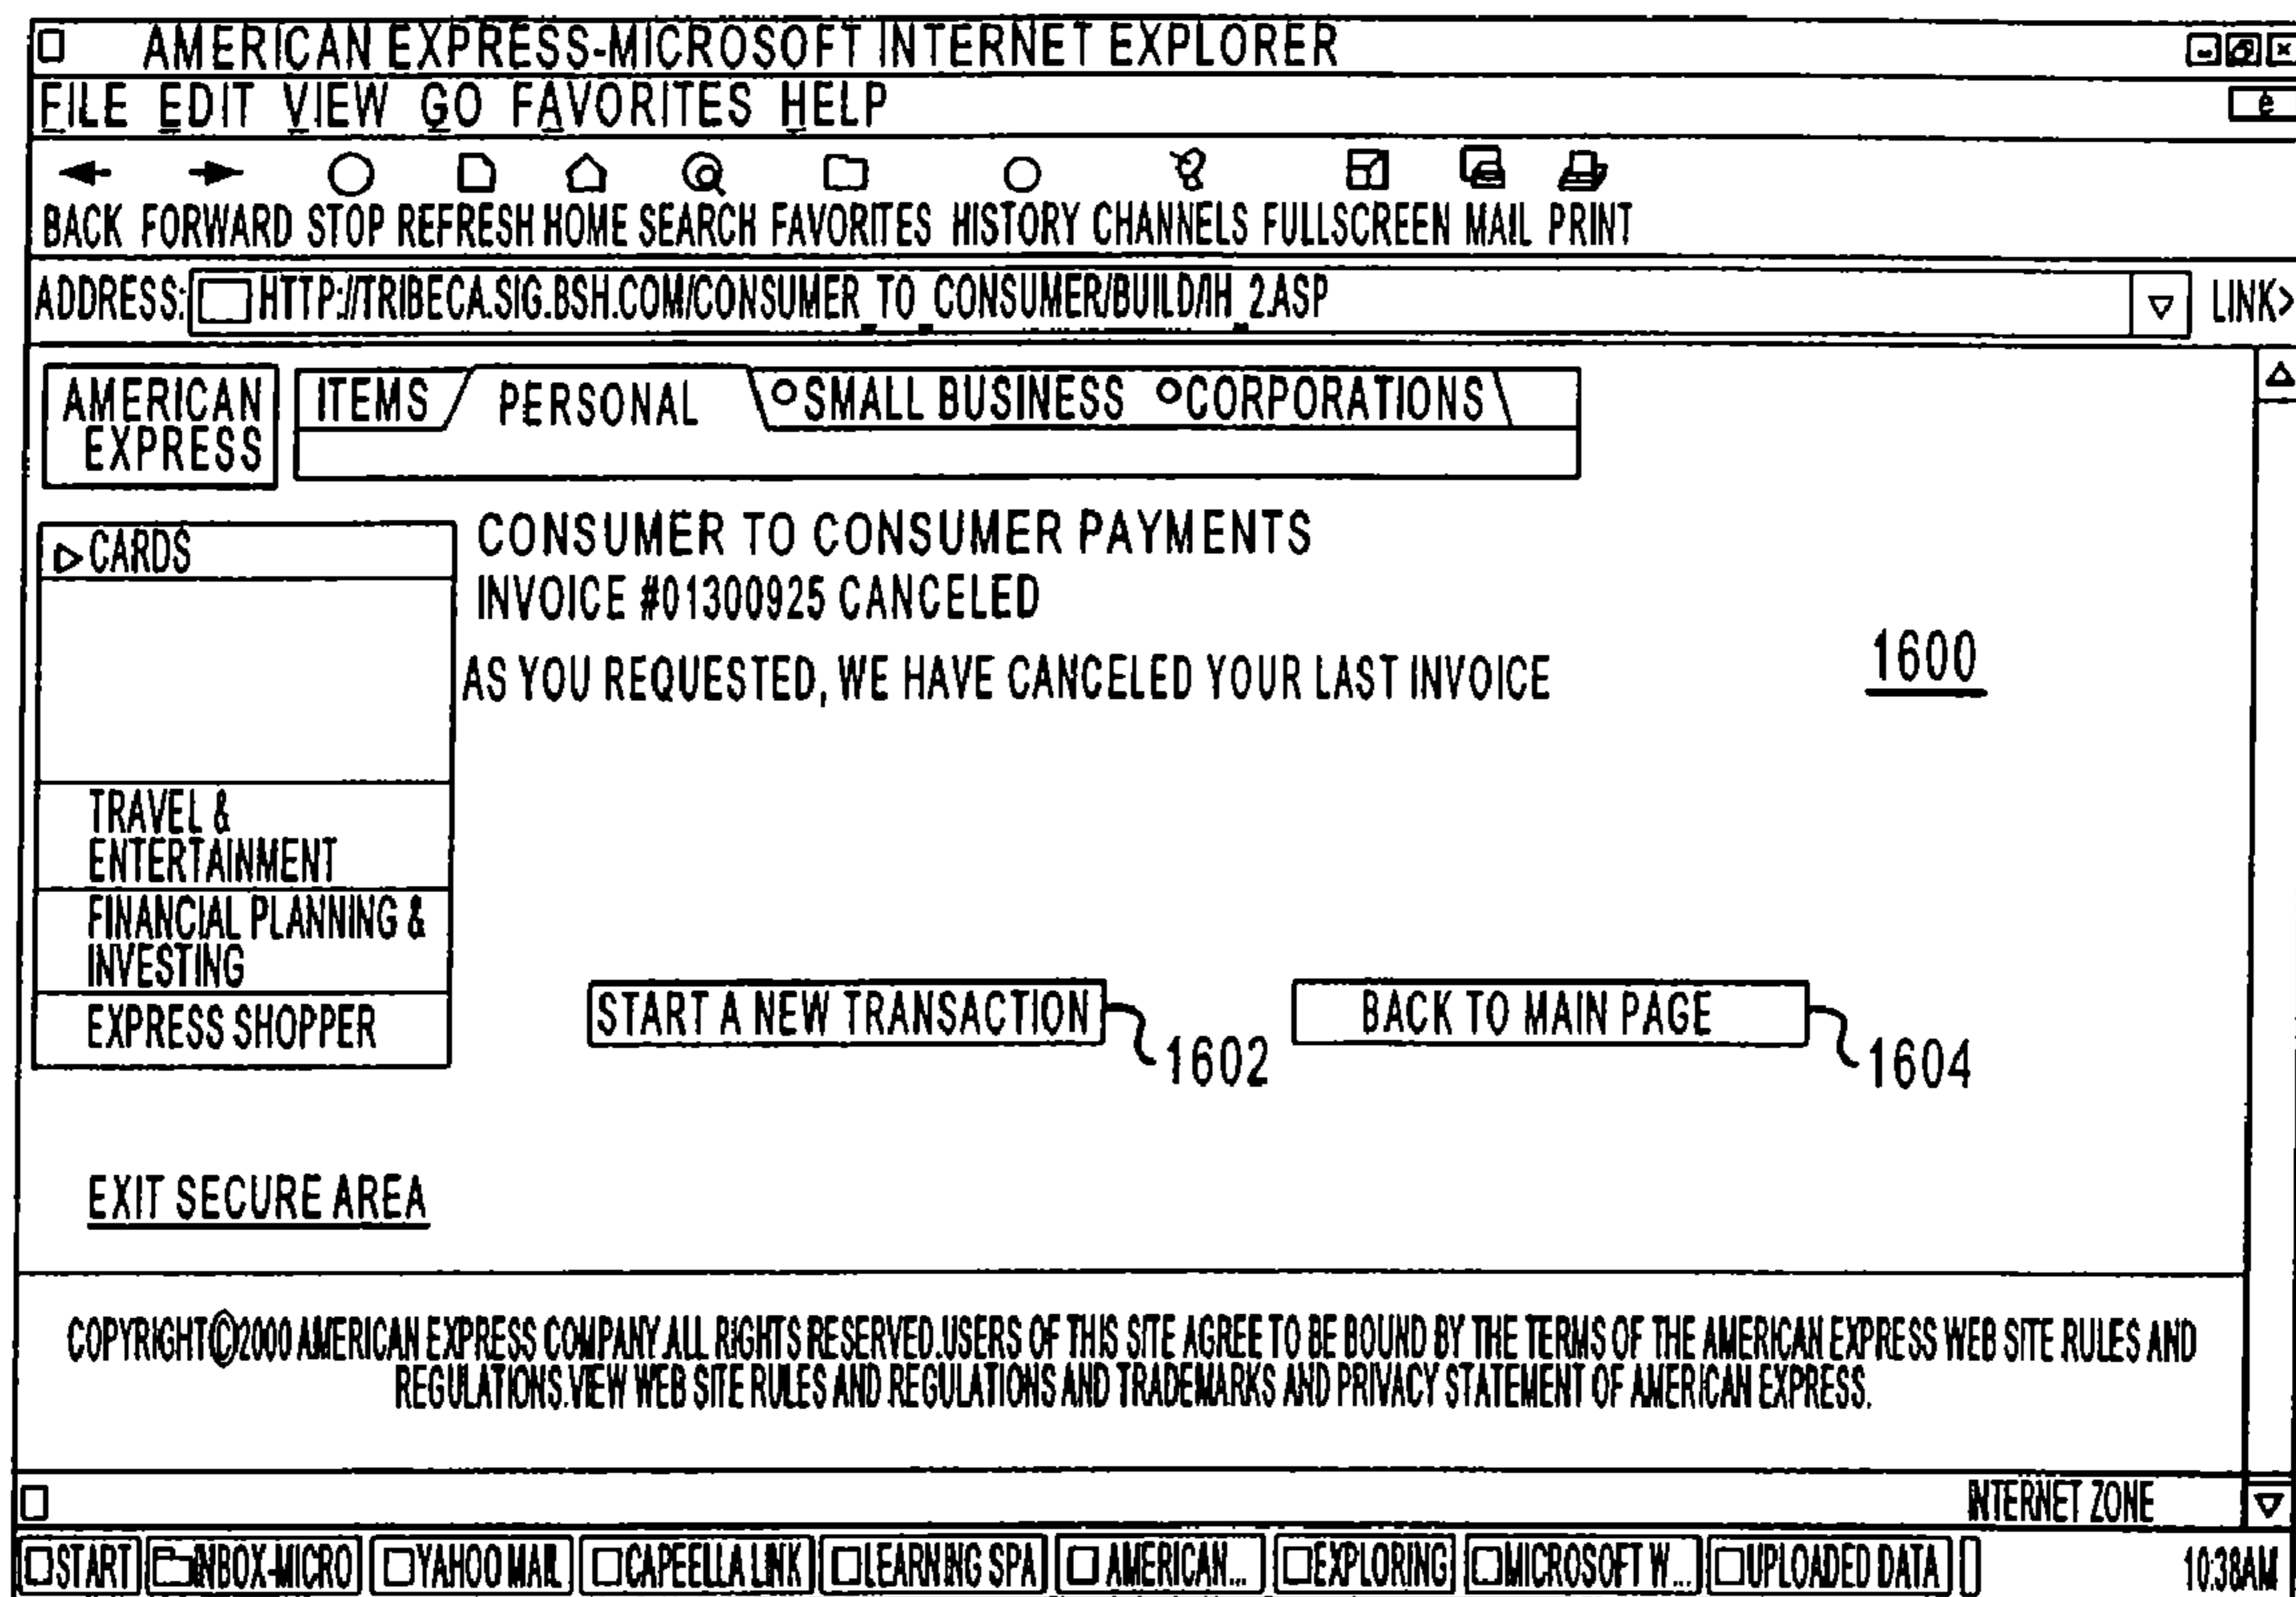 AMERICAN EXPRESS-MICROSOFT INTERNET EXPLORER
FILE EDIT VIEW GO FAVORITES HELP
e
BACK FORWARD STOP REFRESH HOME SEARCH FAVORITES HISTORY CHANNELS FULLSCREEN MAIL PRINT
ADDRESS: HTTP://TRIBECA.SIG.BSH.COM/CONSUMER_TO_CONSUMER/BUILD/IH_2.ASP LINK>
AMERICAN EXPRESS
ITEMS PERSONAL SMALL BUSINESS CORPORATIONS
CARDS
CONSUMER TO CONSUMER PAYMENTS
INVOICE #01300925 CANCELED
AS YOU REQUESTED, WE HAVE CANCELED YOUR LAST INVOICE
1600
TRAVEL &
ENTERTAINMENT
FINANCIAL PLANNING &
INVESTING
EXPRESS SHOPPER
START A NEW TRANSACTION
1602
BACK TO MAIN PAGE
1604
EXIT SECURE AREA
COPYRIGHT©2000 AMERICAN EXPRESS COMPANY.ALL RIGHTS RESERVED.USERS OF THIS SITE AGREE TO BE BOUND BY THE TERMS OF THE AMERICAN EXPRESS WEB SITE RULES AND
REGULATIONS.VIEW WEB SITE RULES AND REGULATIONS AND TRADEMARKS AND PRIVACY STATEMENT OF AMERICAN EXPRESS.
INTERNET ZONE
START INBOX-MICRO YAHOO MAIL CAPEELLA LINK LEARNING SPA AMERICAN... EXPLORING MICROSOFT W... UPLOADED DATA 10:38AM